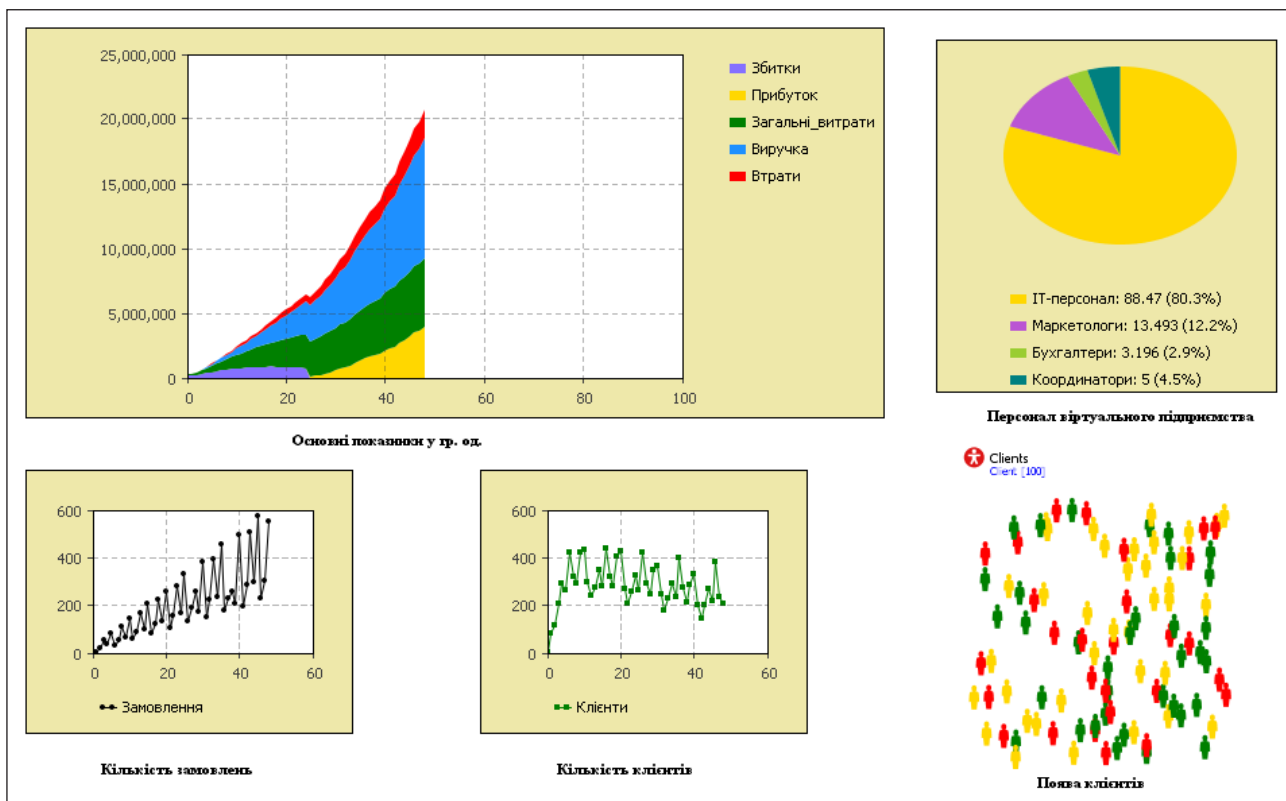 25,000,000
20,000,000
15,000,000
10,000,000
5,000,000
0
0 20 40 60 80 100
Збитки
Прибуток
Загальні_витрати
Виручка
Втрати
Основні показники у гр. од.
ІТ-персонал: 88.47 (80.3%)
Маркетологи: 13.493 (12.2%)
Бухгалтери: 3.196 (2.9%)
Координатори: 5 (4.5%)
Персонал віртуального підприємства
600
400
200
0
0 20 40 60
Замовлення
Кількість замовлень
600
400
200
0
0 20 40 60
Клієнти
Кількість клієнтів
Clients
Client [100]
Поява клієнтів